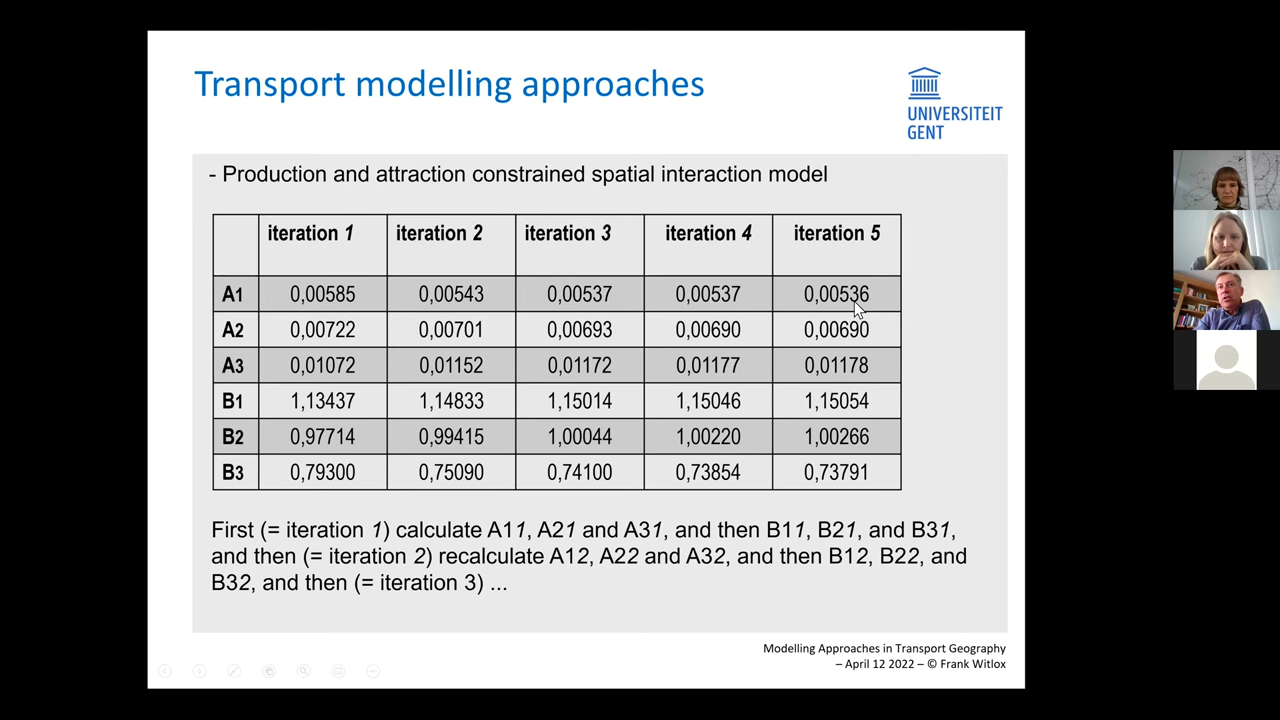 Transport modelling approaches
UNIVERSITEIT
GENT
- Production and attraction constrained spatial interaction model
iteration 1 iteration 2 iteration 3 iteration 4 iteration 5
A1 0,00585 0,00543 0,00537 0,00537 0,00536
A2 0,00722 0,00701 0,00693 0,00690 0,00690
A3 0,01072 0,01152 0,01172 0,01177 0,01178
B1 1,13437 1,14833 1,15014 1,15046 1,15054
B2 0,97714 0,99415 1,00044 1,00220 1,00266
B3 0,79300 0,75090 0,74100 0,73854 0,73791
First (= iteration 1) calculate A11, A21 and A31, and then B11, B21, and B31,
and then (= iteration 2) recalculate A12, A22 and A32, and then B12, B22, and
B32, and then (= iteration 3) ...
Modelling Approaches in Transport Geography
– April 12 2022 – © Frank Witlox